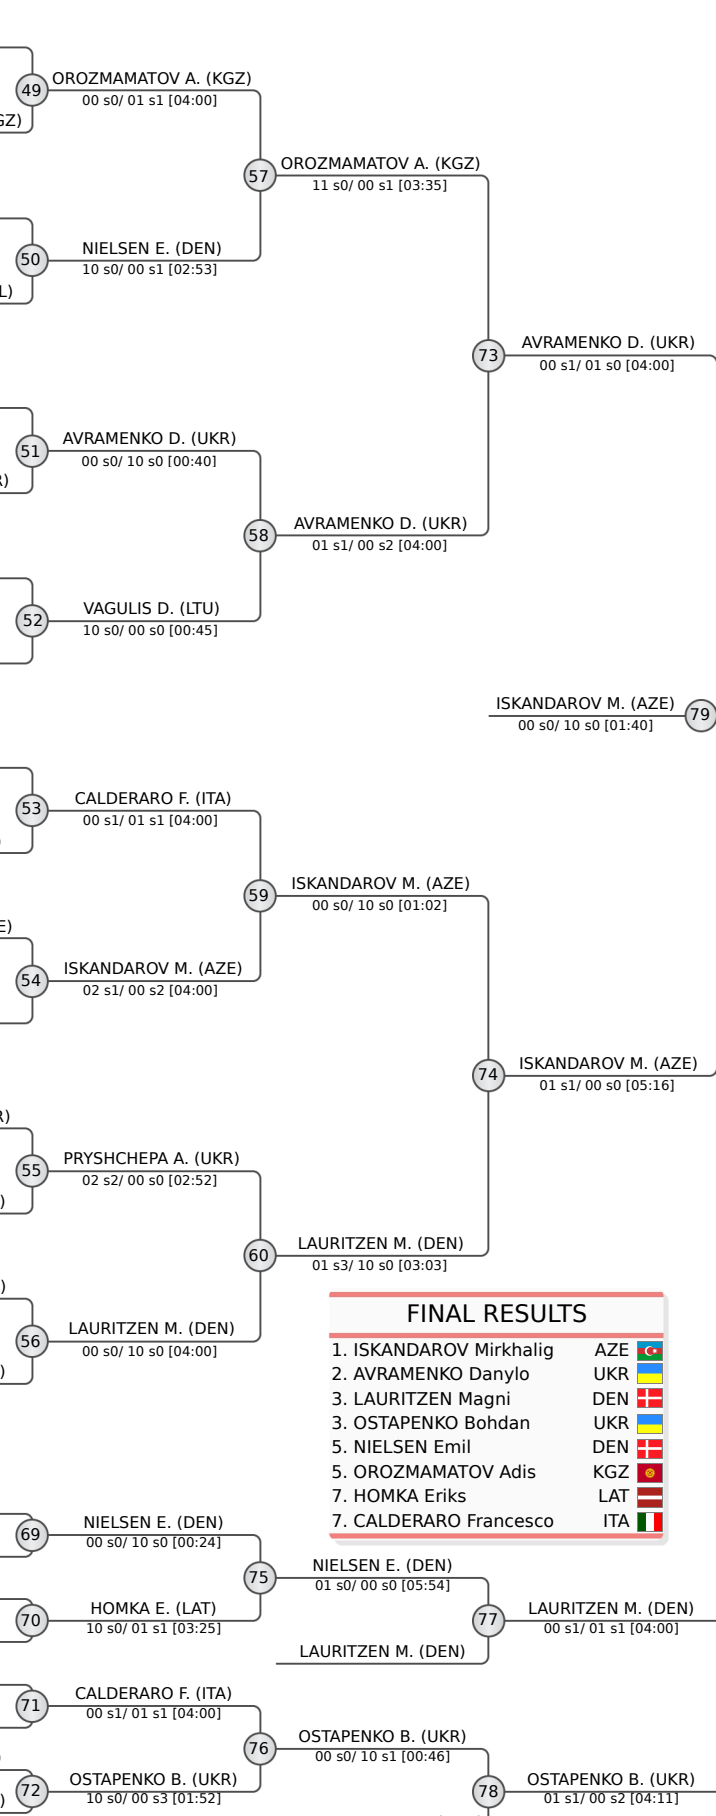 OROZMAMATOV A. (KGZ)
49
00 s0/ 01 s1 [04:00]
GZ)
OROZMAMATOV A. (KGZ)
57
11 s0/ 00 s1 [03:35]
NIELSEN E. (DEN)
50
10 s0/ 00 s1 [02:53]
L)
AVRAMENKO D. (UKR)
73
00 s1/ 01 s0 [04:00]
AVRAMENKO D. (UKR)
51
00 s0/ 10 s0 [00:40]
R)
AVRAMENKO D. (UKR)
58
01 s1/ 00 s2 [04:00]
VAGULIS D. (LTU)
52
10 s0/ 00 s0 [00:45]
ISKANDAROV M. (AZE)
79
00 s0/ 10 s0 [01:40]
CALDERARO F. (ITA)
53
00 s1/ 01 s1 [04:00]
)
ISKANDAROV M. (AZE)
59
00 s0/ 10 s0 [01:02]
E)
ISKANDAROV M. (AZE)
54
02 s1/ 00 s2 [04:00]
ISKANDAROV M. (AZE)
74
01 s1/ 00 s0 [05:16]
R)
PRYSHCHEPA A. (UKR)
55
02 s2/ 00 s0 [02:52]
)
LAURITZEN M. (DEN)
60
01 s3/ 10 s0 [03:03]
)
LAURITZEN M. (DEN)
56
00 s0/ 10 s0 [04:00]
)
FINAL RESULTS
1. ISKANDAROV Mirkhalig AZE
2. AVRAMENKO Danylo UKR
3. LAURITZEN Magni DEN
3. OSTAPENKO Bohdan UKR
5. NIELSEN Emil DEN
5. OROZMAMATOV Adis KGZ
7. HOMKA Eriks LAT
7. CALDERARO Francesco ITA
NIELSEN E. (DEN)
69
00 s0/ 10 s0 [00:24]
NIELSEN E. (DEN)
75
01 s0/ 00 s0 [05:54]
HOMKA E. (LAT)
70
10 s0/ 01 s1 [03:25]
LAURITZEN M. (DEN)
77
00 s1/ 01 s1 [04:00]
LAURITZEN M. (DEN)
CALDERARO F. (ITA)
71
00 s1/ 01 s1 [04:00]
OSTAPENKO B. (UKR)
76
00 s0/ 10 s1 [00:46]
)
OSTAPENKO B. (UKR)
72
10 s0/ 00 s3 [01:52]
)
OSTAPENKO B. (UKR)
78
01 s1/ 00 s2 [04:11]